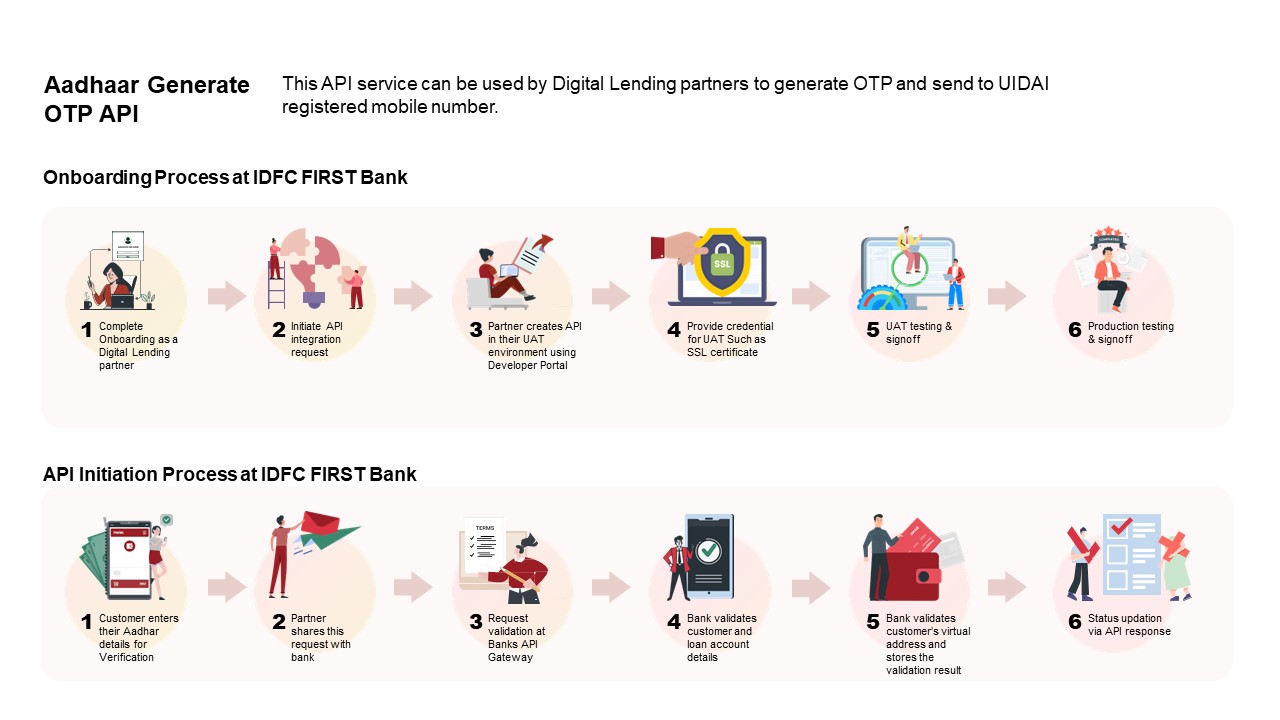 Aadhaar Generate
OTP API
This API service can be used by Digital Lending partners to generate OTP and send to UIDAI
registered mobile number.
Onboarding Process at IDFC FIRST Bank
1 Complete
Onboarding as a
Digital Lending
partner
2 Initiate API
integration
request
3 Partner creates API
in their UAT
environment using
Developer Portal
SSL
4 Provide credential
for UAT Such as
SSL certificate
5 UAT testing &
signoff
COMPLETED
6 Production testing
& signoff
API Initiation Process at IDFC FIRST Bank
1 Customer enters
their Aadhar
details for
Verification
2 Partner
shares this
request with
bank
TERMS
3 Request
validation at
Banks API
Gateway
4 Bank validates
customer and
loan account
details
5 Bank validates
customer's virtual
address and
stores the
validation result
6 Status updation
via API response